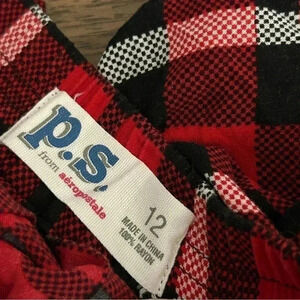 p.s.
from aéropostale
12
MADE IN CHINA
100% RAYON